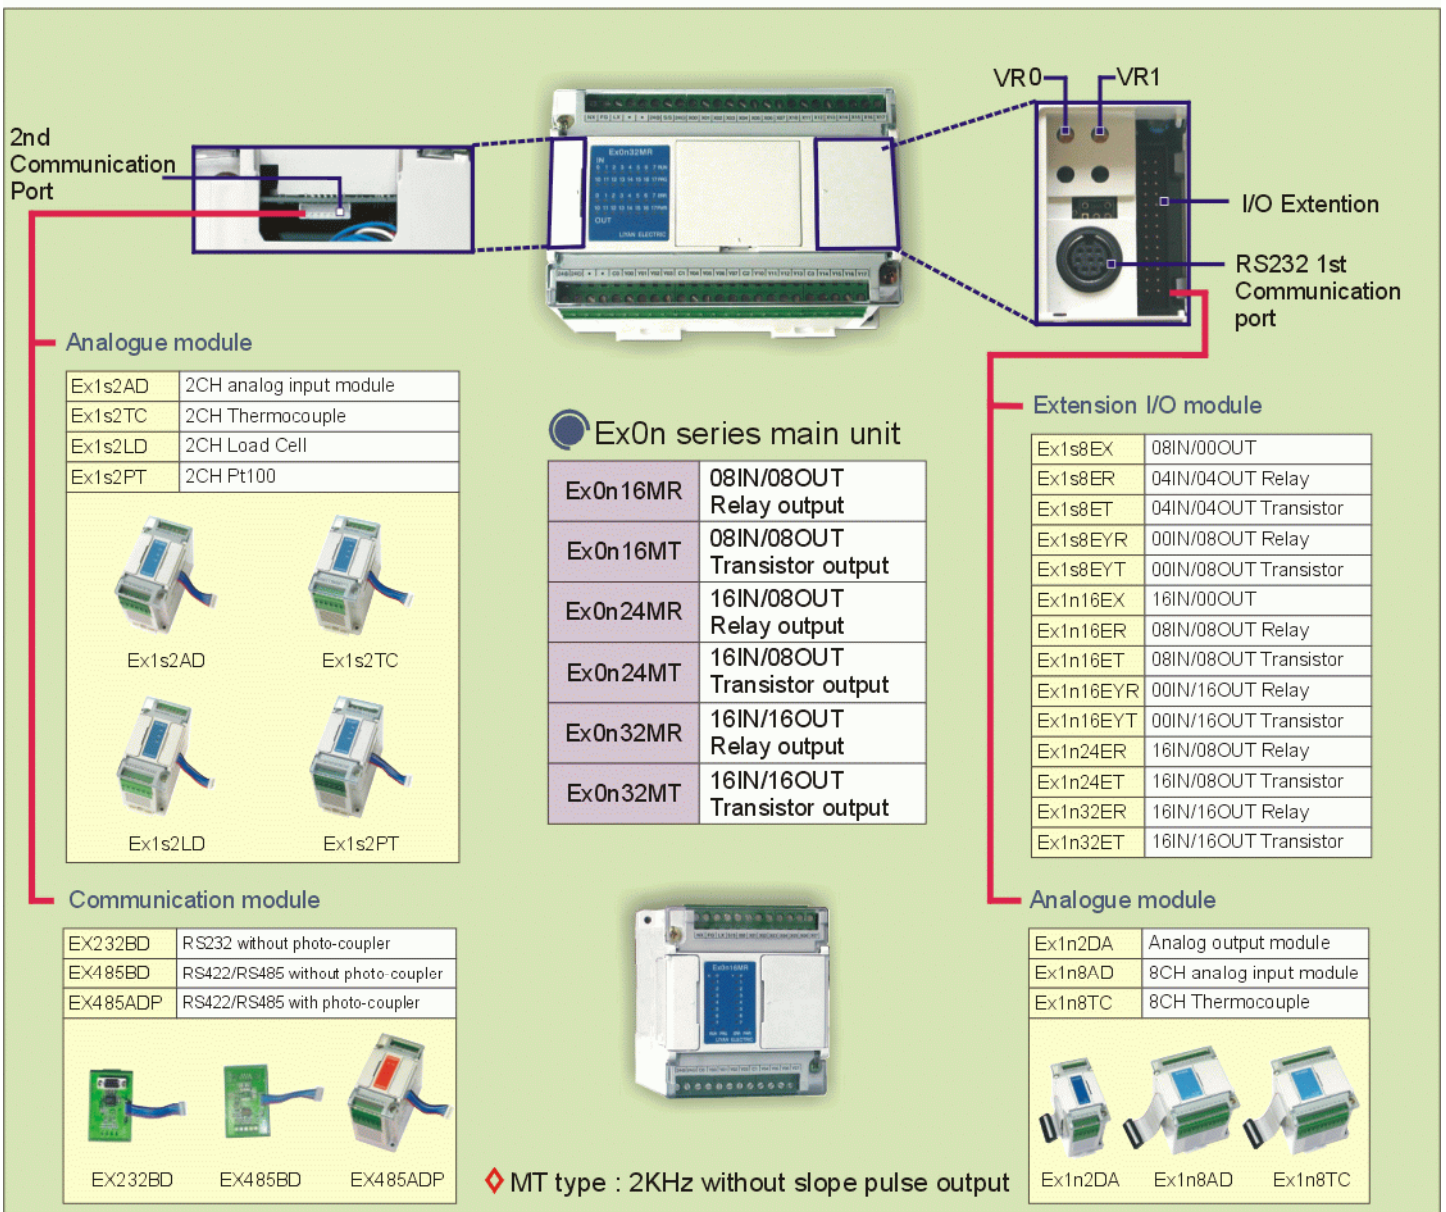 VR0
VR1
2nd
Communication
Port
I/O Extention
RS232 1st
Communication
port
Ex0n32MR
IN
OUT
LIYAN ELECTRIC
Analogue module
Ex1s2AD 2CH analog input module
Ex1s2TC 2CH Thermocouple
Ex1s2LD 2CH Load Cell
Ex1s2PT 2CH Pt100
Ex1s2AD
Ex1s2TC
Ex1s2LD
Ex1s2PT
Communication module
EX232BD RS232 without photo-coupler
EX485BD RS422/RS485 without photo-coupler
EX485ADP RS422/RS485 with photo-coupler
EX232BD
EX485BD
EX485ADP
Ex0n series main unit
Ex0n16MR 08IN/08OUT
Relay output
Ex0n16MT 08IN/08OUT
Transistor output
Ex0n24MR 16IN/08OUT
Relay output
Ex0n24MT 16IN/08OUT
Transistor output
Ex0n32MR 16IN/16OUT
Relay output
Ex0n32MT 16IN/16OUT
Transistor output
Ex0n16MR
LIYAN ELECTRIC
MT type : 2KHz without slope pulse output
Extension I/O module
Ex1s8EX 08IN/00OUT
Ex1s8ER 04IN/04OUT Relay
Ex1s8ET 04IN/04OUT Transistor
Ex1s8EYR 00IN/08OUT Relay
Ex1s8EYT 00IN/08OUT Transistor
Ex1n16EX 16IN/00OUT
Ex1n16ER 08IN/08OUT Relay
Ex1n16ET 08IN/08OUT Transistor
Ex1n16EYR 00IN/16OUT Relay
Ex1n16EYT 00IN/16OUT Transistor
Ex1n24ER 16IN/08OUT Relay
Ex1n24ET 16IN/08OUT Transistor
Ex1n32ER 16IN/16OUT Relay
Ex1n32ET 16IN/16OUT Transistor
Analogue module
Ex1n2DA Analog output module
Ex1n8AD 8CH analog input module
Ex1n8TC 8CH Thermocouple
Ex1n2DA
Ex1n8AD
Ex1n8TC